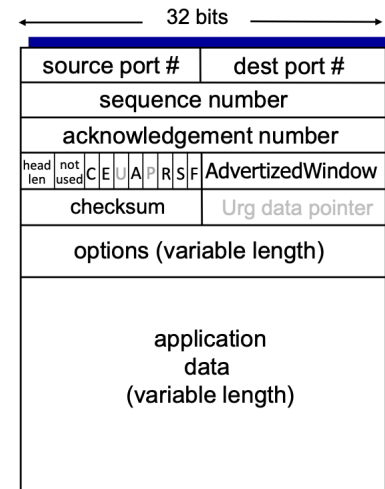 32 bits
source port # dest port #
sequence number
acknowledgement number
head len not used C E U A P R S F AdvertizedWindow
checksum Urg data pointer
options (variable length)
application
data
(variable length)